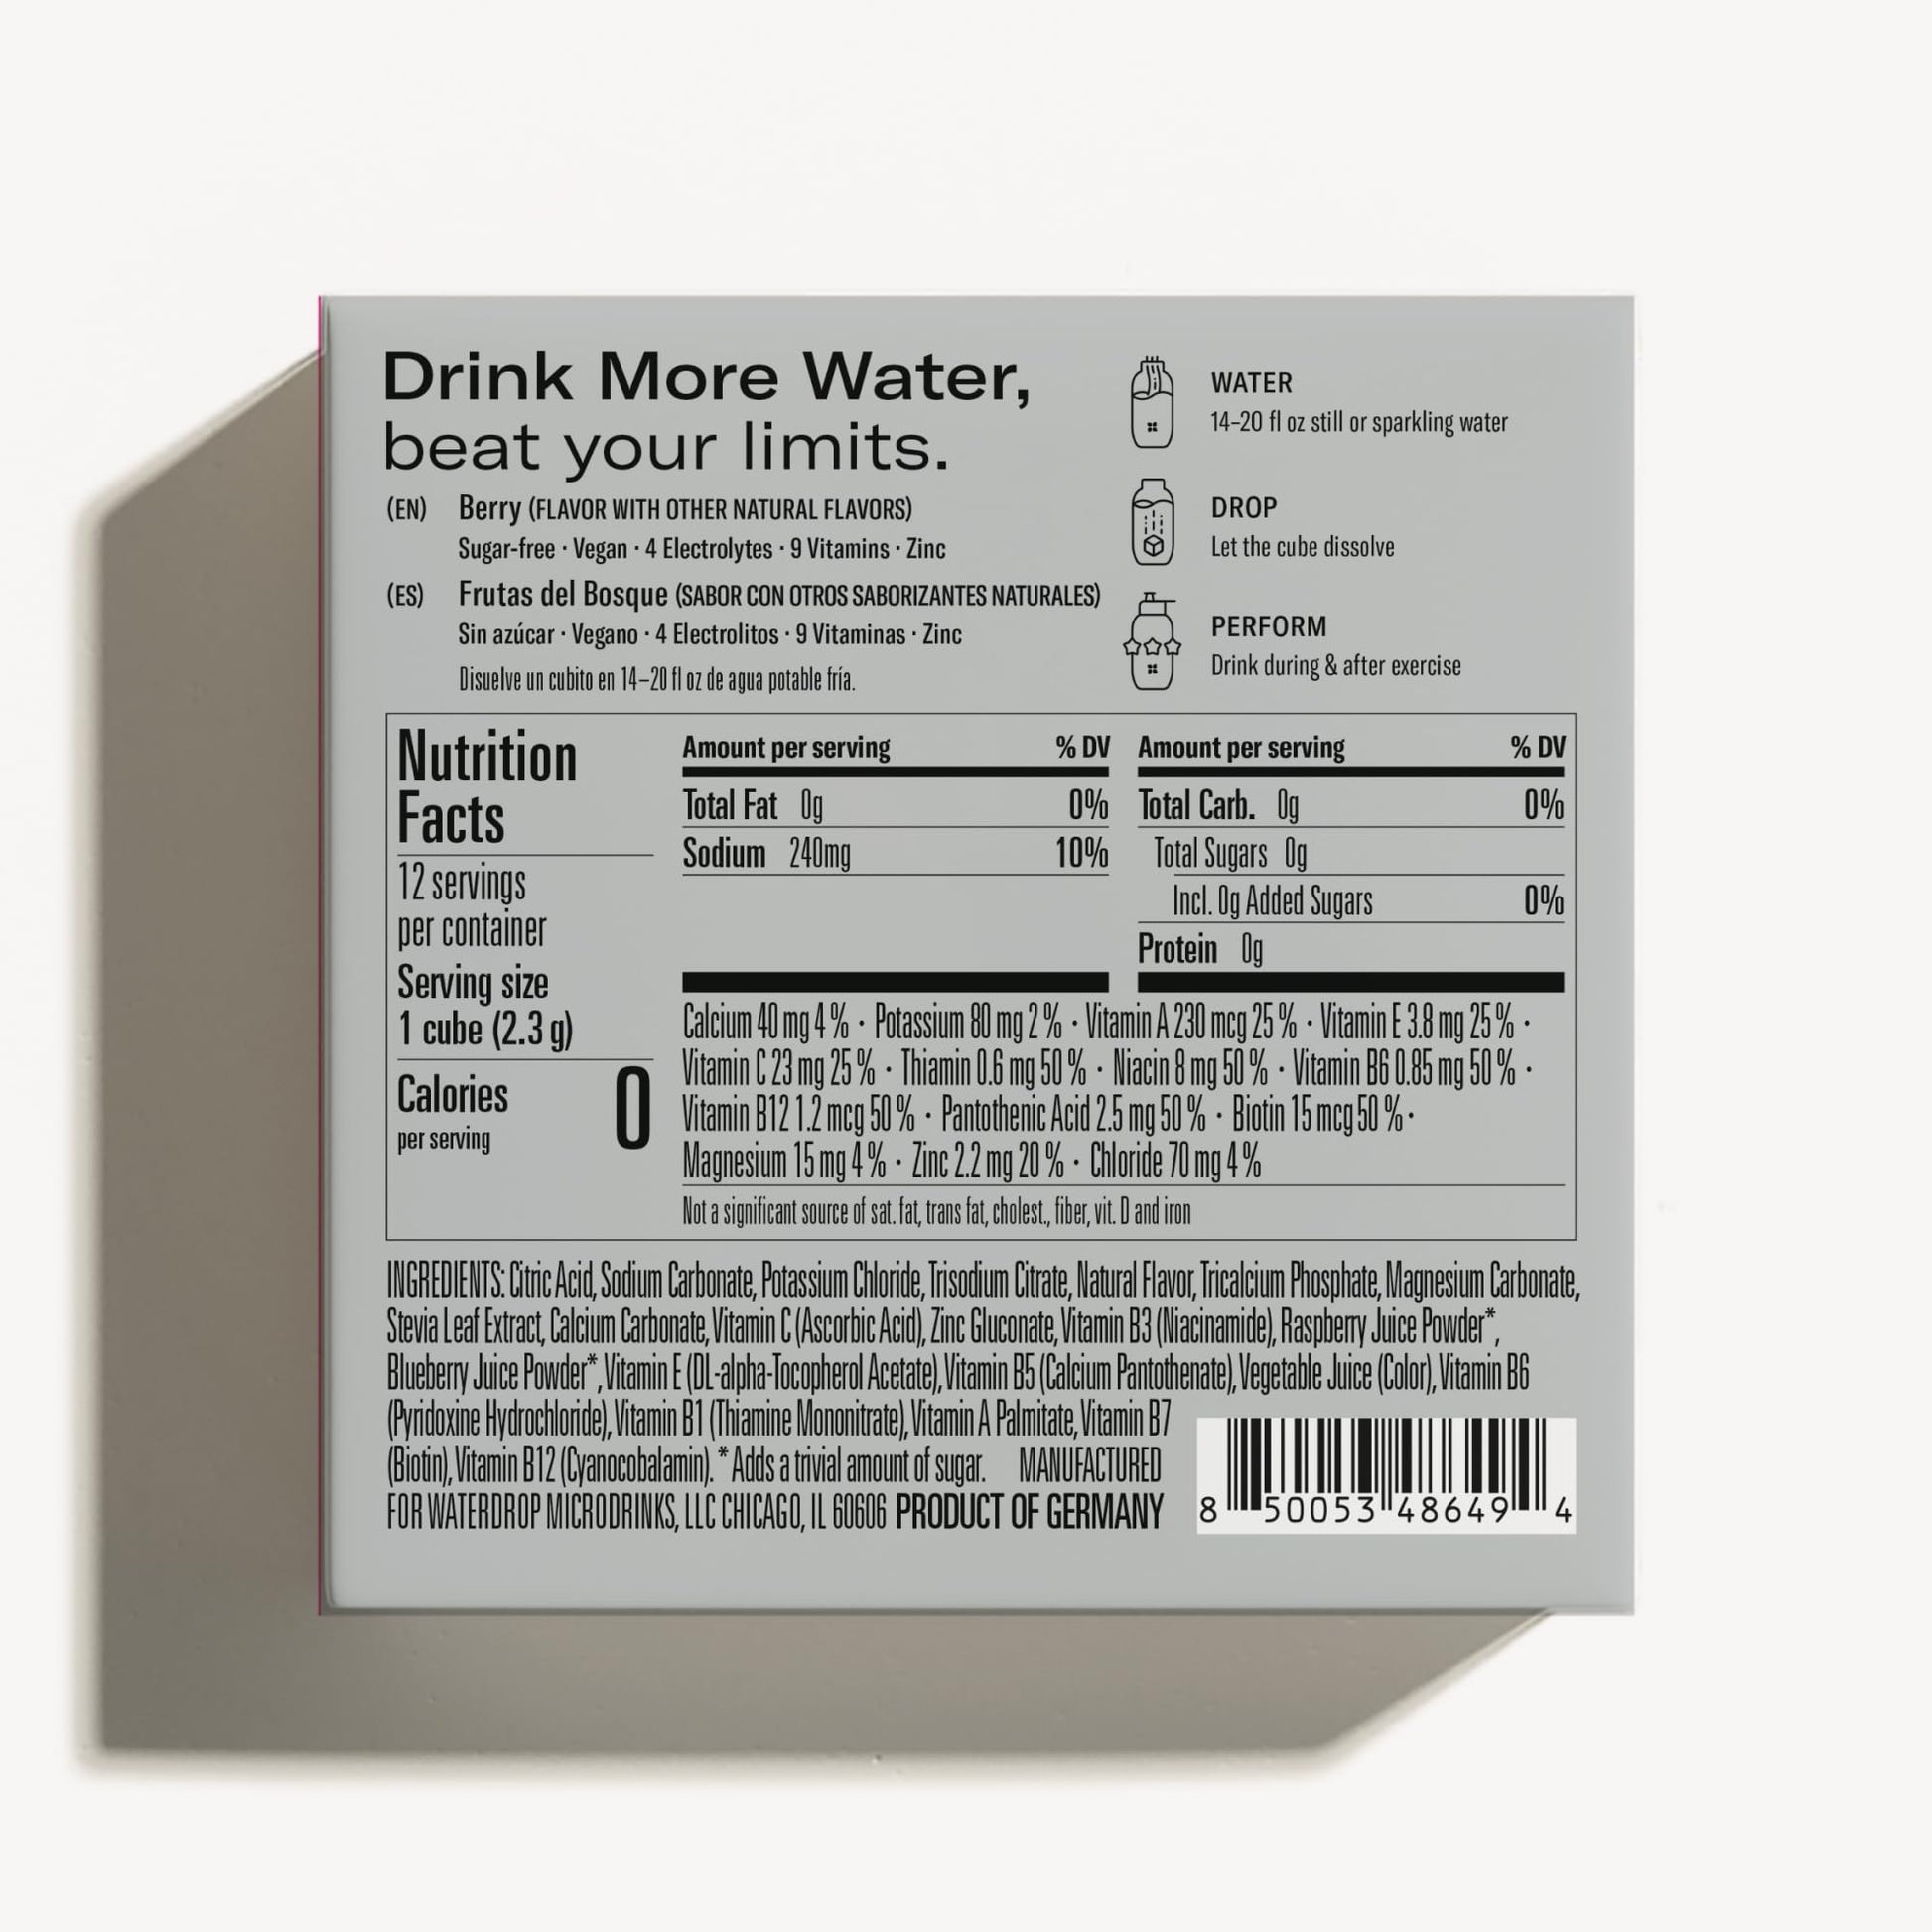 Drink More Water,
beat your limits.
(EN) Berry (FLAVOR WITH OTHER NATURAL FLAVORS)
Sugar-free · Vegan · 4 Electrolytes · 9 Vitamins · Zinc
(ES) Frutas del Bosque (SABOR CON OTROS SABORIZANTES NATURALES)
Sin azúcar · Vegano · 4 Electrolitos · 9 Vitaminas · Zinc
Disuelve un cubito en 14–20 fl oz de agua potable fría.
WATER
14–20 fl oz still or sparkling water
DROP
Let the cube dissolve
PERFORM
Drink during & after exercise
Nutrition
Facts
12 servings
per container
Serving size
1 cube (2.3 g)
Calories 0
per serving
Amount per serving % DV
Total Fat 0g 0%
Sodium 240mg 10%
Amount per serving % DV
Total Carb. 0g 0%
Total Sugars 0g
Incl. 0g Added Sugars 0%
Protein 0g
Calcium 40 mg 4 % · Potassium 80 mg 2 % · Vitamin A 230 mcg 25 % · Vitamin E 3.8 mg 25 % ·
Vitamin C 23 mg 25 % · Thiamin 0.6 mg 50 % · Niacin 8 mg 50 % · Vitamin B6 0.85 mg 50 % ·
Vitamin B12 1.2 mcg 50 % · Pantothenic Acid 2.5 mg 50 % · Biotin 15 mcg 50 % ·
Magnesium 15 mg 4 % · Zinc 2.2 mg 20 % · Chloride 70 mg 4 %
Not a significant source of sat. fat, trans fat, cholest., fiber, vit. D and iron
INGREDIENTS: Citric Acid, Sodium Carbonate, Potassium Chloride, Trisodium Citrate, Natural Flavor, Tricalcium Phosphate, Magnesium Carbonate,
Stevia Leaf Extract, Calcium Carbonate, Vitamin C (Ascorbic Acid), Zinc Gluconate, Vitamin B3 (Niacinamide), Raspberry Juice Powder*,
Blueberry Juice Powder*, Vitamin E (DL-alpha-Tocopherol Acetate), Vitamin B5 (Calcium Pantothenate), Vegetable Juice (Color), Vitamin B6
(Pyridoxine Hydrochloride), Vitamin B1 (Thiamine Mononitrate), Vitamin A Palmitate, Vitamin B7
(Biotin), Vitamin B12 (Cyanocobalamin). *Adds a trivial amount of sugar. MANUFACTURED
FOR WATERDROP MICRODRINKS, LLC CHICAGO, IL 60606 PRODUCT OF GERMANY
8 50053 48649 4